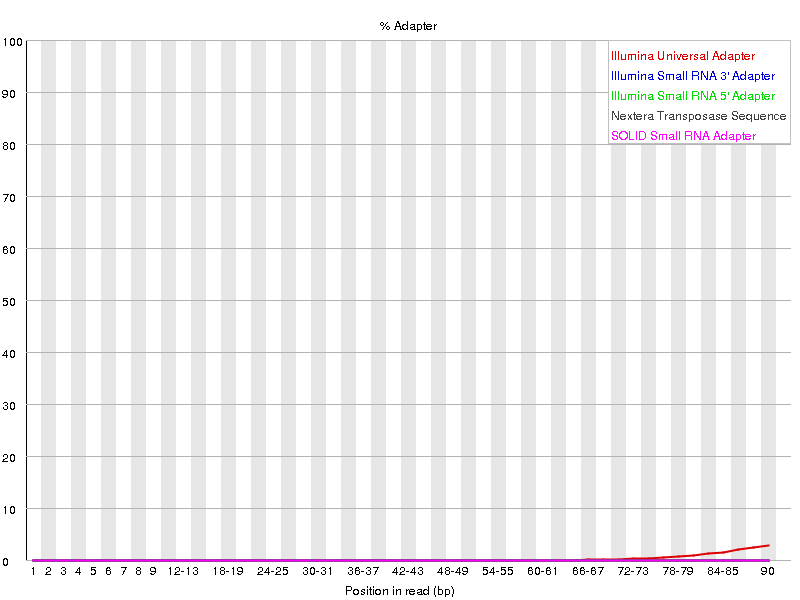 % Adapter
100
90
80
70
60
50
40
30
20
10
0
Illumina Universal Adapter
Illumina Small RNA 3' Adapter
Illumina Small RNA 5' Adapter
Nextera Transposase Sequence
SOLID Small RNA Adapter
1 2 3 4 5 6 7 8 9 12-13 18-19 24-25 30-31 36-37 42-43 48-49 54-55 60-61 66-67 72-73 78-79 84-85 90
Position in read (bp)